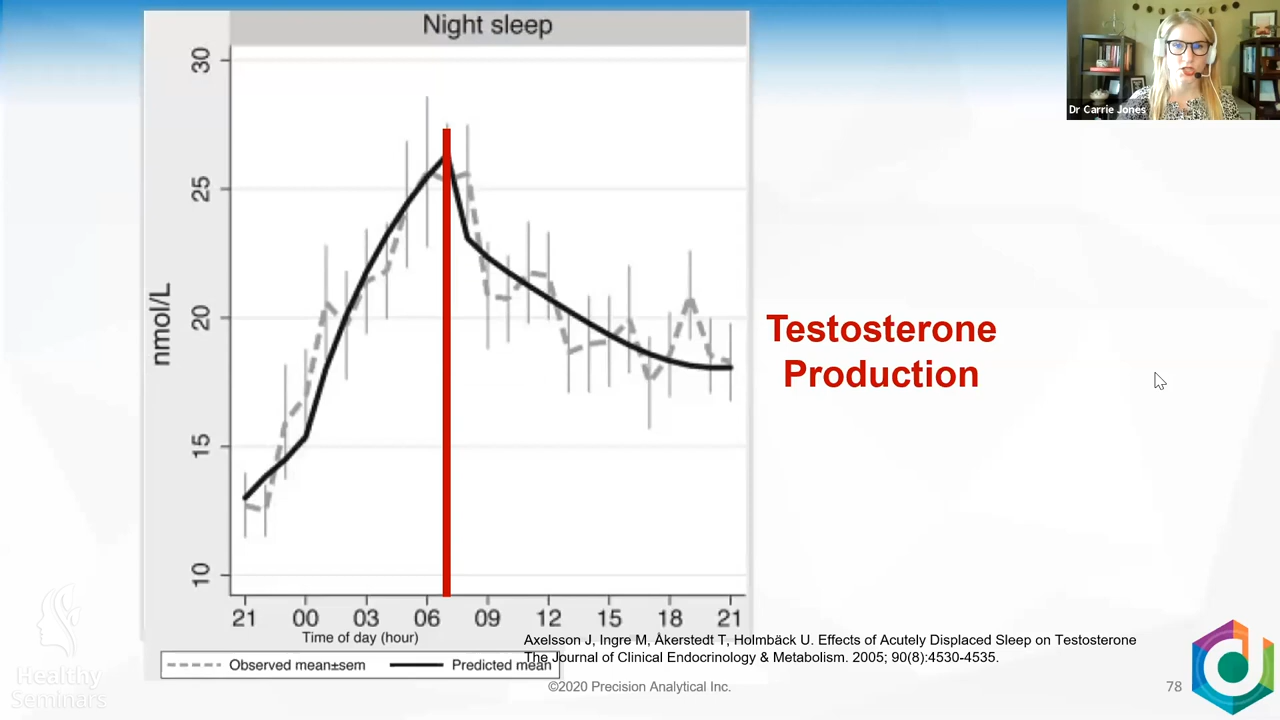 Night sleep
Dr Carrie Jones
30
25
20
15
10
nmol/L
21 00 03 06 09 12 15 18 21
Time of day (hour)
Observed mean±sem Predicted mean
Testosterone
Production
Axelsson J, Ingre M, Åkerstedt T, Holmbäck U. Effects of Acutely Displaced Sleep on Testosterone
The Journal of Clinical Endocrinology & Metabolism. 2005; 90(8):4530-4535.
©2020 Precision Analytical Inc.
78
Healthy
Seminars